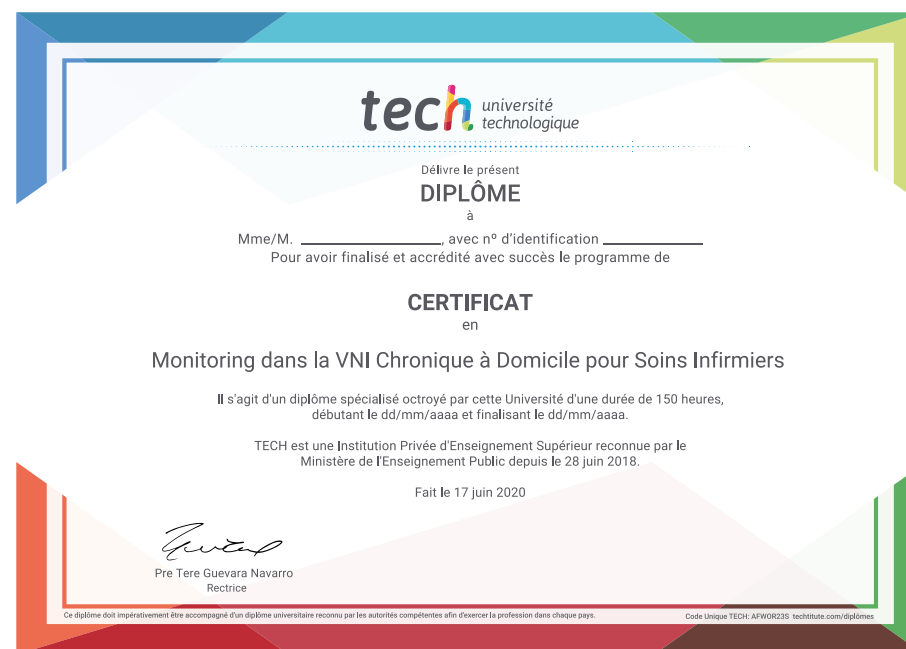 tech université
technologique
Délivre le présent
DIPLÔME
à
Mme/M. ____________________, avec nº d'identification __________________
Pour avoir finalisé et accrédité avec succès le programme de
CERTIFICAT
en
Monitoring dans la VNI Chronique à Domicile pour Soins Infirmiers
Il s'agit d'un diplôme spécialisé octroyé par cette Université d'une durée de 150 heures,
débutant le dd/mm/aaaa et finalisant le dd/mm/aaaa.
TECH est une Institution Privée d'Enseignement Supérieur reconnue par le
Ministère de l'Enseignement Public depuis le 28 juin 2018.
Fait le 17 juin 2020
Pre Tere Guevara Navarro
Rectrice
Ce diplôme doit impérativement être accompagné d'un diplôme universitaire reconnu par les autorités compétentes afin d'exercer la profession dans chaque pays.
Code Unique TECH: AFWOR23S techtitute.com/diplômes